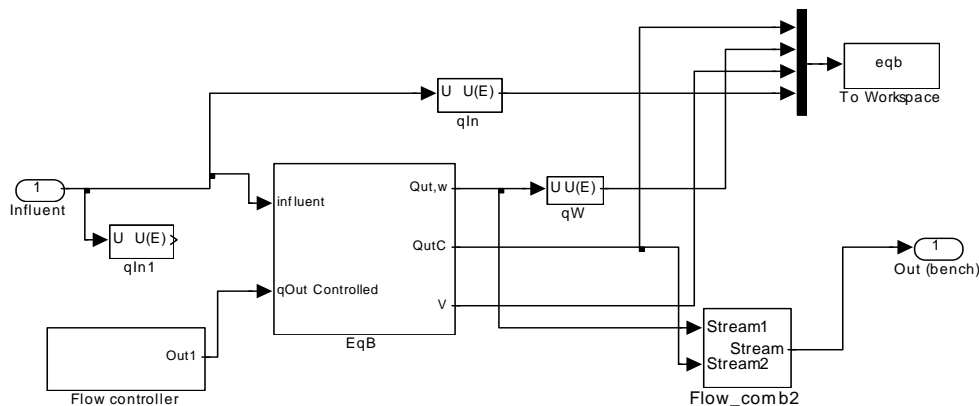 eqb
To Workspace
U U(E)
qIn
1
Influent
U U(E)
qIn1
influent
qOut Controlled
Qut,w
QutC
V
EqB
U U(E)
qW
1
Out (bench)
Out1
Flow controller
Stream1
Stream
Stream2
Flow_comb2